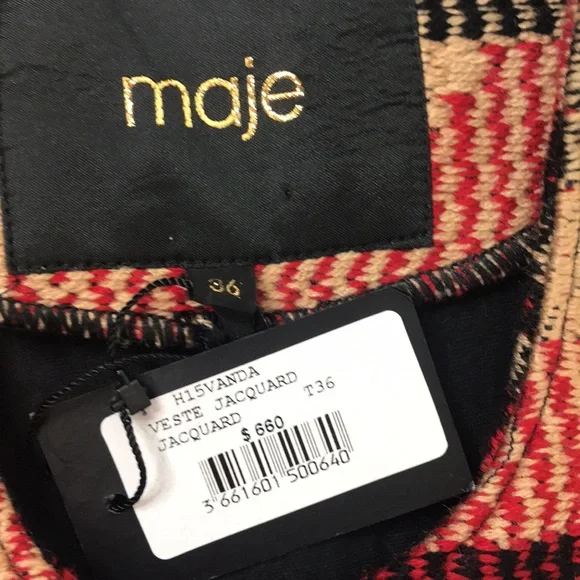 maje
36
H15VANDA
VESTE JACQUARD
JACQUARD T36
$ 660
3 661601 500640